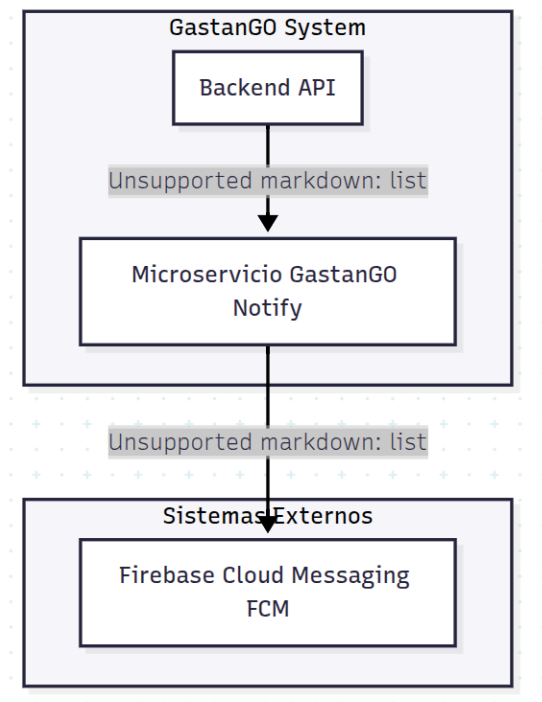 GastanGO System
Backend API
Unsupported markdown: list
Microservicio GastanGO
Notify
Unsupported markdown: list
Sistemas Externos
Firebase Cloud Messaging
FCM